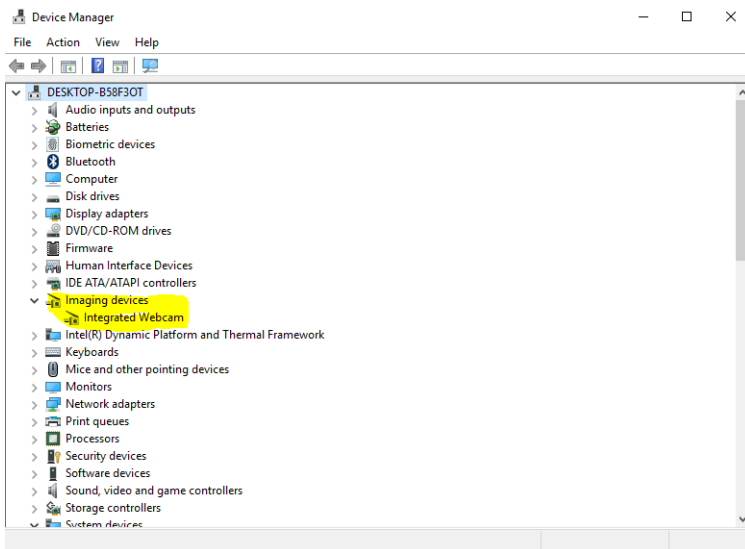 Device Manager
File Action View Help
DESKTOP-B58F3OT
Audio inputs and outputs
Batteries
Biometric devices
Bluetooth
Computer
Disk drives
Display adapters
DVD/CD-ROM drives
Firmware
Human Interface Devices
IDE ATA/ATAPI controllers
Imaging devices
Integrated Webcam
Intel(R) Dynamic Platform and Thermal Framework
Keyboards
Mice and other pointing devices
Monitors
Network adapters
Print queues
Processors
Security devices
Software devices
Sound, video and game controllers
Storage controllers
System devices